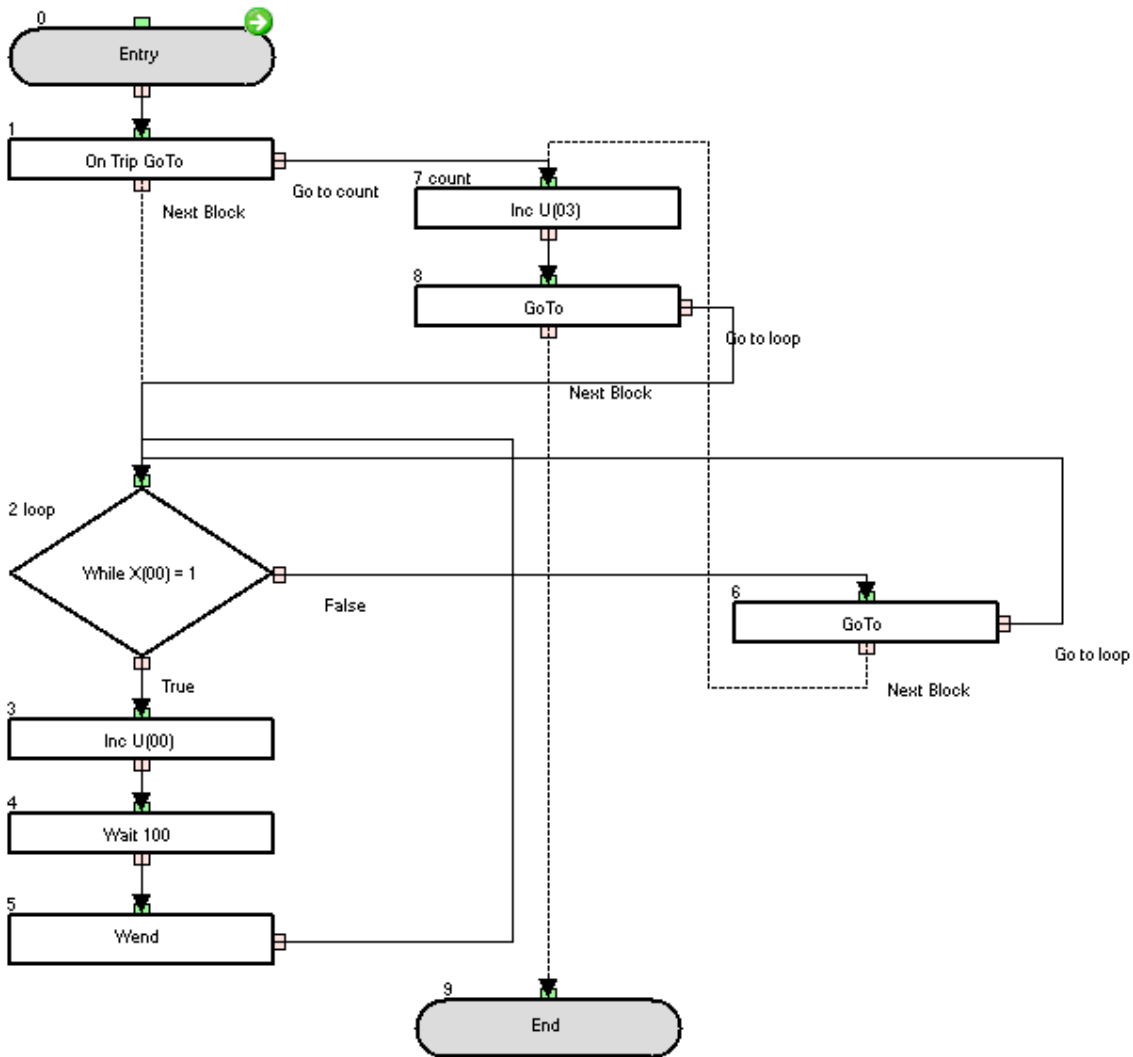 0
Entry
1
On Trip GoTo
Go to count
Next Block
7 count
Inc U(03)
8
GoTo
Go to loop
Next Block
2 loop
While X(00) = 1
False
True
6
GoTo
Go to loop
Next Block
3
Inc U(00)
4
Wait 100
5
Wend
9
End